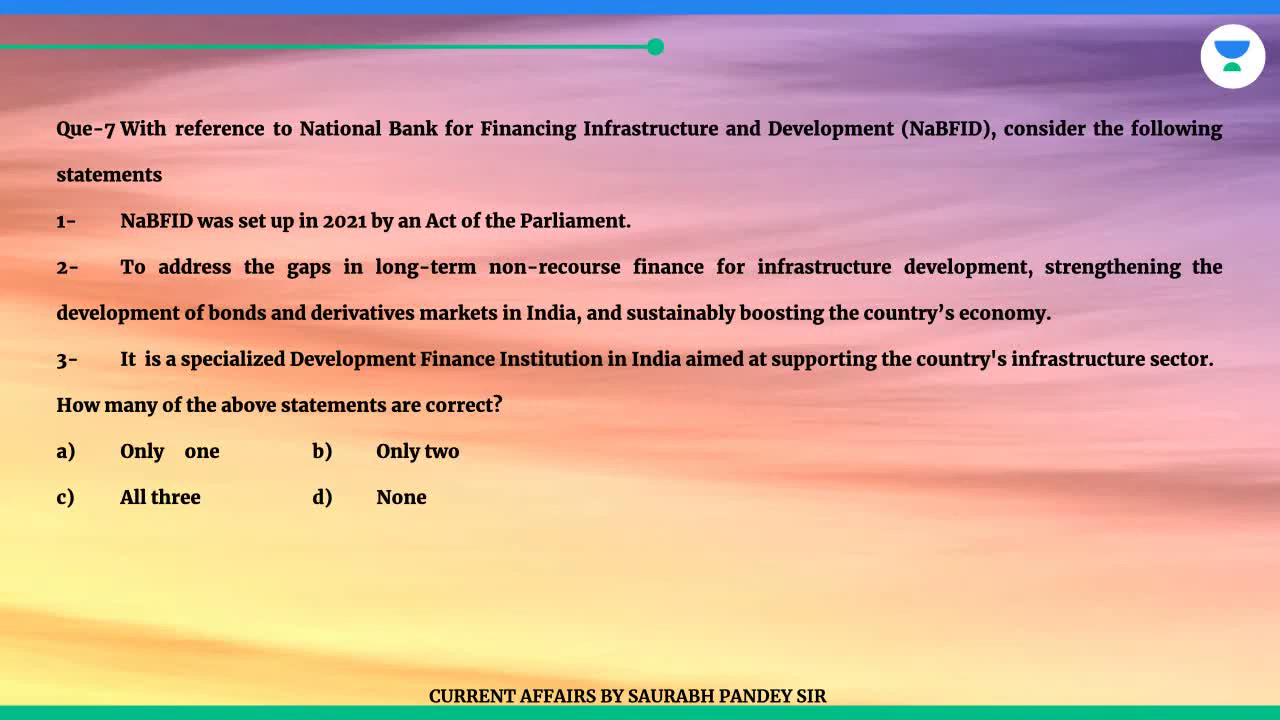 Que-7 With reference to National Bank for Financing Infrastructure and Development (NaBFID), consider the following
statements
1- NaBFID was set up in 2021 by an Act of the Parliament.
2- To address the gaps in long-term non-recourse finance for infrastructure development, strengthening the
development of bonds and derivatives markets in India, and sustainably boosting the country’s economy.
3- It is a specialized Development Finance Institution in India aimed at supporting the country's infrastructure sector.
How many of the above statements are correct?
a) Only one b) Only two
c) All three d) None
CURRENT AFFAIRS BY SAURABH PANDEY SIR